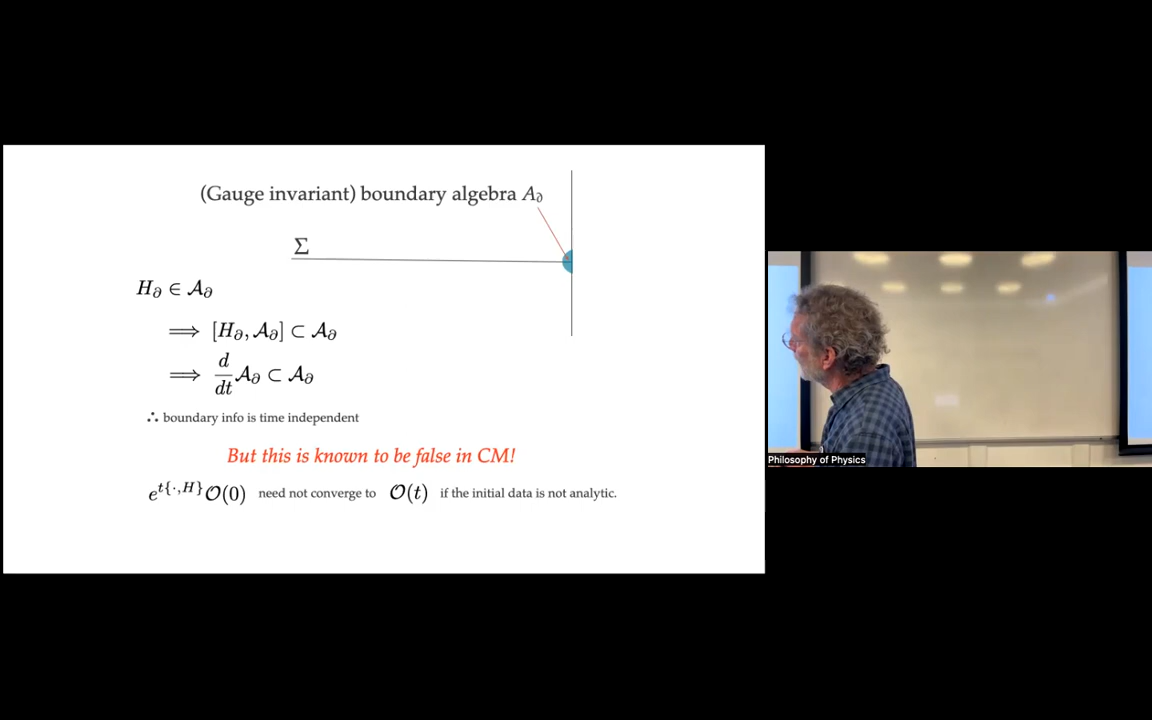 (Gauge invariant) boundary algebra A∂
Σ
H∂ ∈ 𝒜∂
⟹ [H∂, 𝒜∂] ⊂ 𝒜∂
⟹ d/dt 𝒜∂ ⊂ 𝒜∂
∴ boundary info is time independent
But this is known to be false in CM!
e^{t{·,H}} 𝒪(0) need not converge to 𝒪(t) if the initial data is not analytic.
Philosophy of Physics